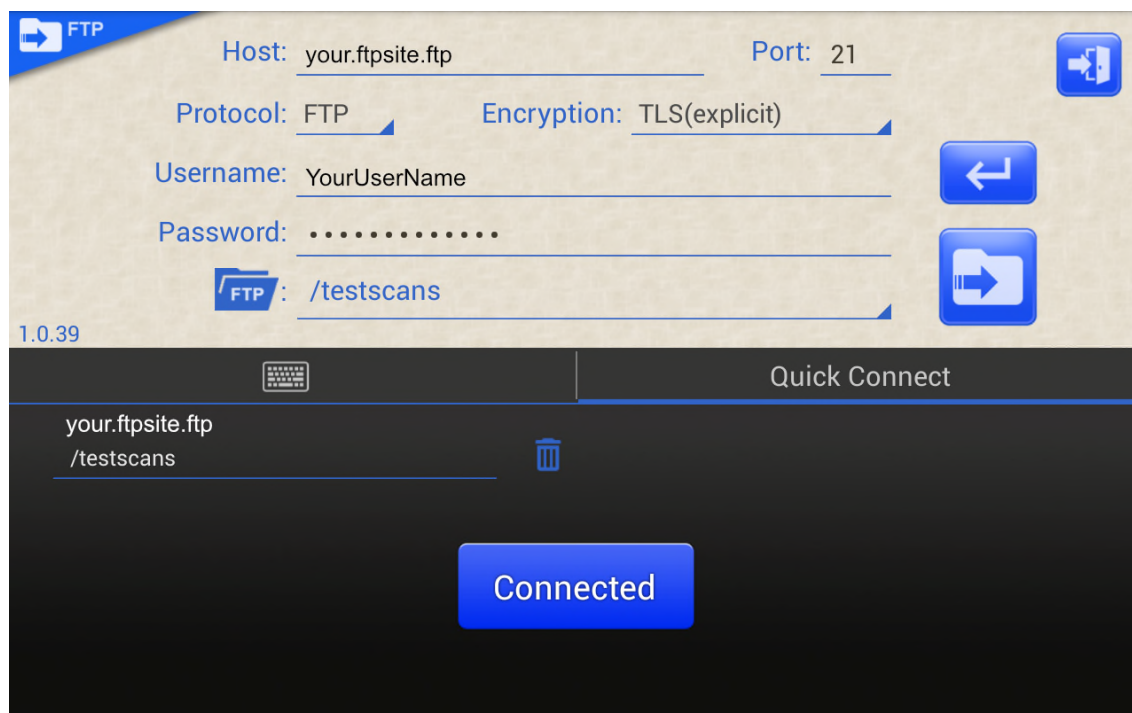 FTP
Host: your.ftpsite.ftp Port: 21
Protocol: FTP Encryption: TLS(explicit)
Username: YourUserName
Password: •••••••••••••
FTP : /testscans
1.0.39
Quick Connect
your.ftpsite.ftp
/testscans
Connected